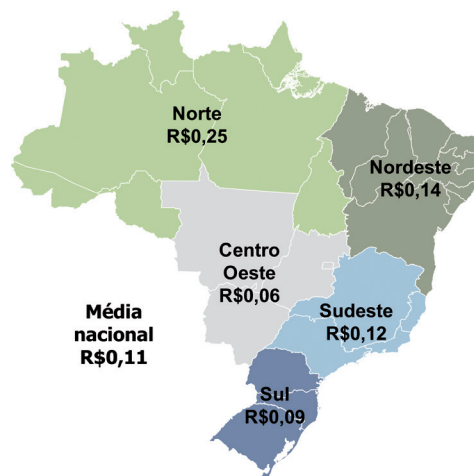 Norte
R$0,25
Nordeste
R$0,14
Centro
Oeste
R$0,06
Média
nacional
R$0,11
Sudeste
R$0,12
Sul
R$0,09